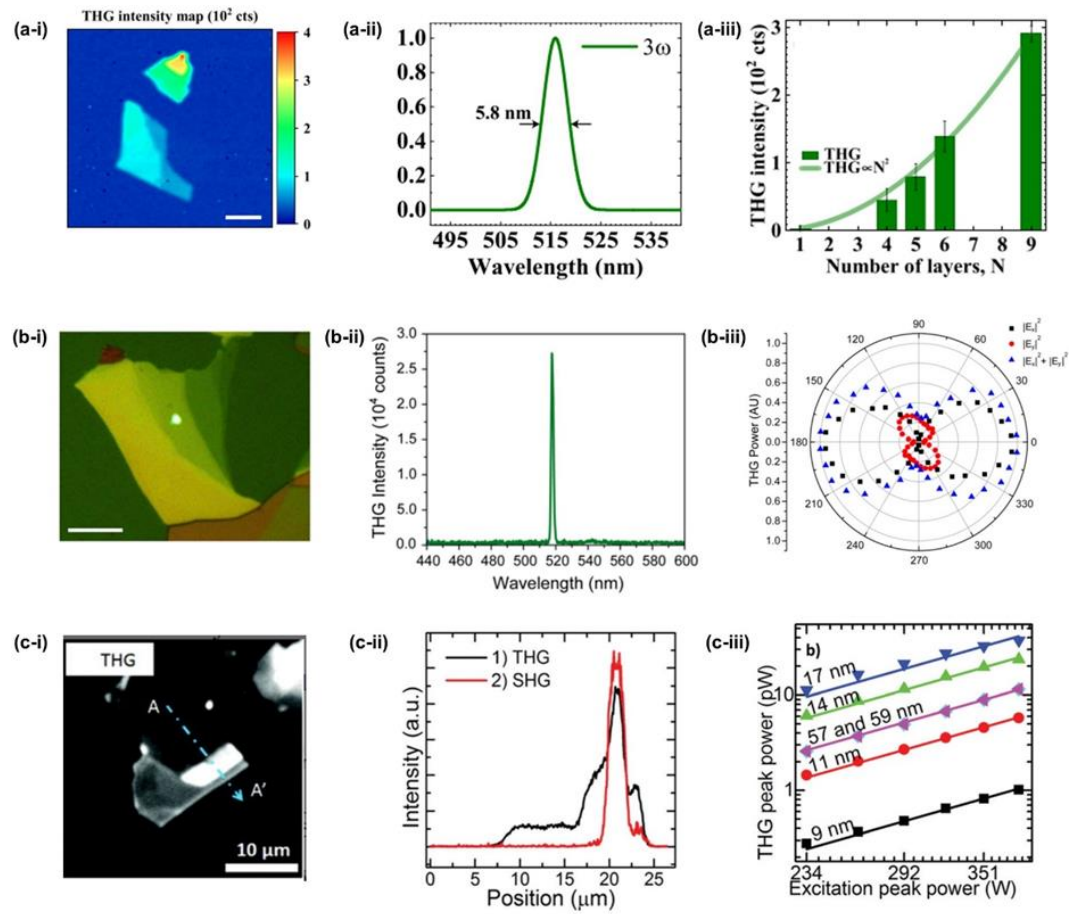 THG intensity map (10² cts)
(a-i)
4
3
2
1
0
(a-ii)
1.0
0.8
0.6
0.4
0.2
0.0
3ω
5.8 nm
495 505 515 525 535
Wavelength (nm)
(a-iii)
THG intensity (10² cts)
3
2
1
0
THG
THG∝N²
1 2 3 4 5 6 7 8 9
Number of layers, N
(b-i)
(b-ii)
THG Intensity (10⁴ counts)
3.0
2.5
2.0
1.5
1.0
0.5
0.0
440 460 480 500 520 540 560 580 600
Wavelength (nm)
(b-iii)
THG Power (AU)
1.0
0.8
0.6
0.4
0.2
0.0
0.2
0.4
0.6
0.8
1.0
90
120 60
150 30
180 0
210 330
240 300
270
|Eₓ|²
|Eᵧ|²
|Eₓ|² + |Eᵧ|²
(c-i)
THG
A
A'
10 μm
(c-ii)
Intensity (a.u.)
1) THG
2) SHG
0 5 10 15 20 25
Position (μm)
(c-iii)
b)
THG peak power (pW)
10
1
17 nm
14 nm
57 and 59 nm
11 nm
9 nm
234 292 351
Excitation peak power (W)